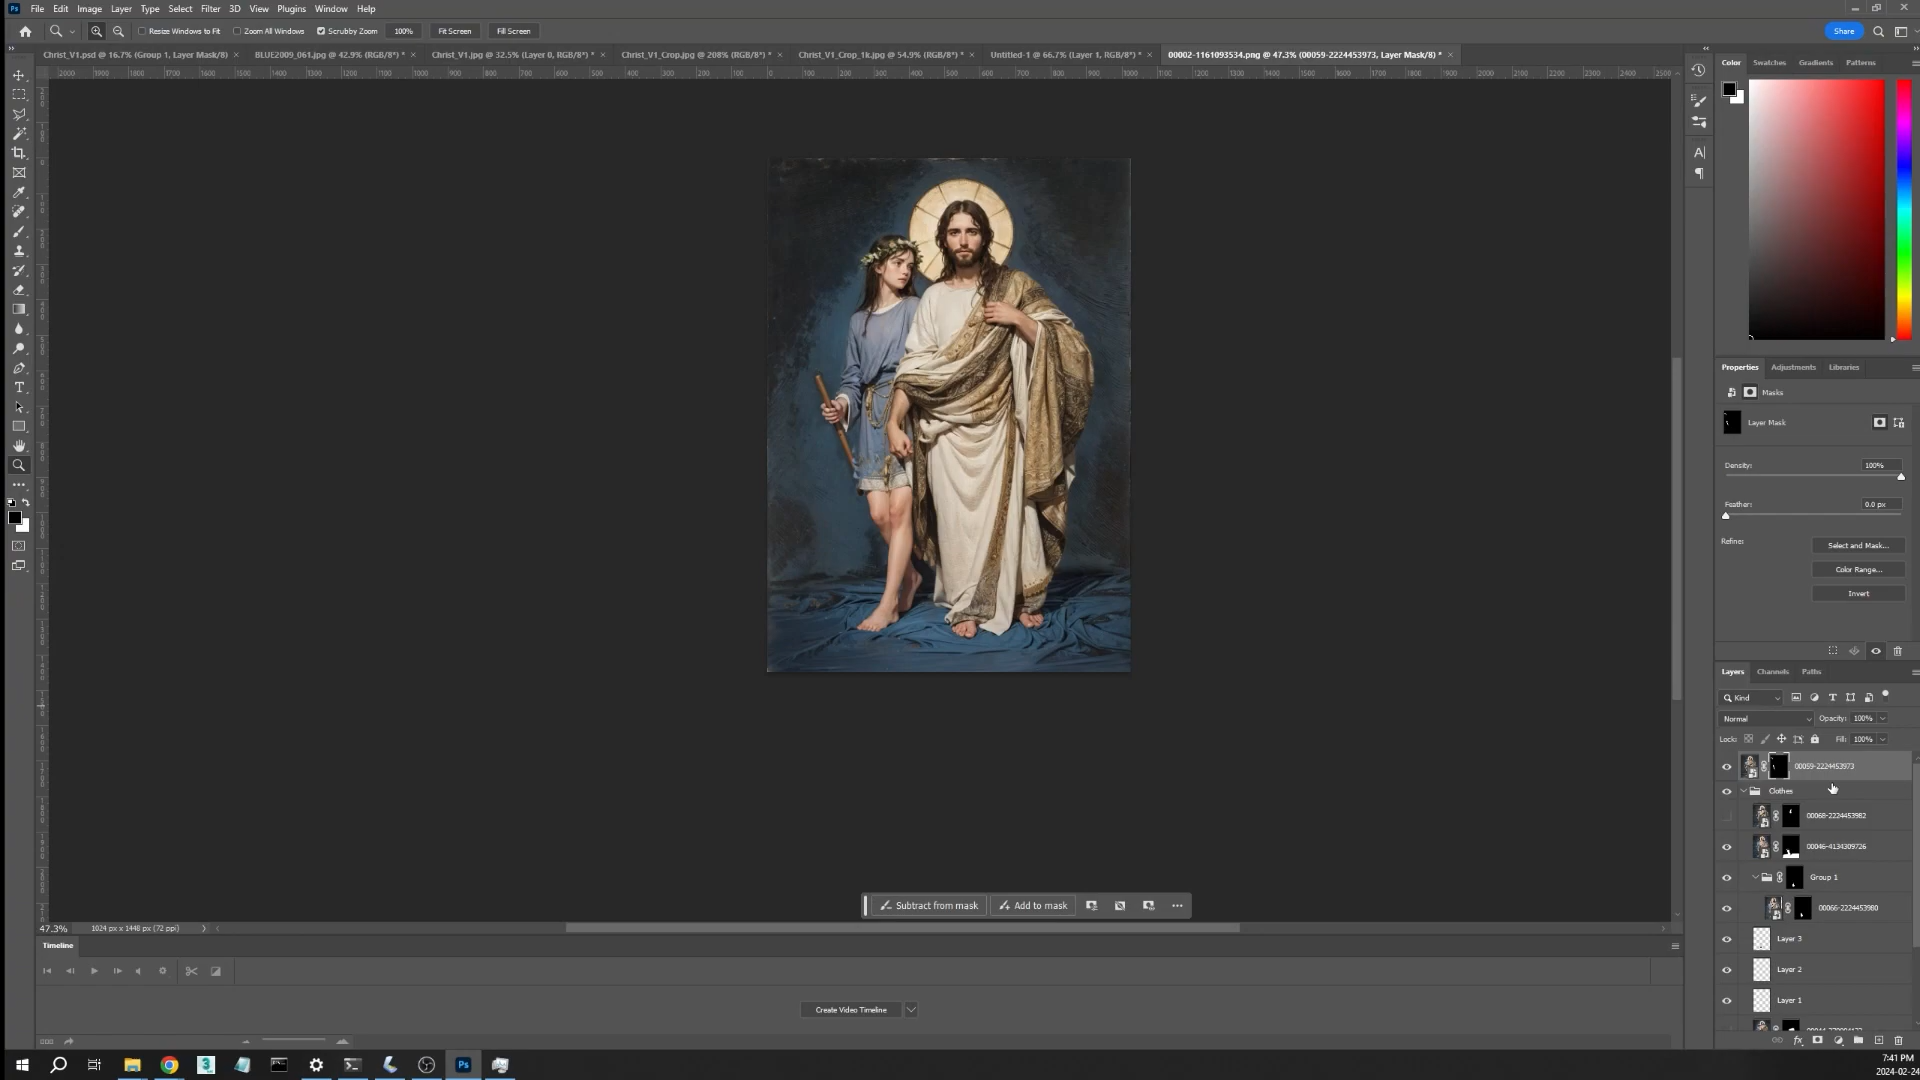 Ps File Edit Image Layer Type Select Filter 3D View Plugins Window Help
Resize Windows to Fit Zoom All Windows Scrubby Zoom 100% Fit Screen Fill Screen Share
Christ_V1.psd @ 16.7% (Group 1, Layer Mask/8) × BLUE2009_061.jpg @ 42.9% (RGB/8*) * × Christ_V1.jpg @ 32.5% (Layer 0, RGB/8*) * × Christ_V1_Crop.jpg @ 208% (RGB/8*) * × Christ_V1_Crop_1k.jpg @ 54.9% (RGB/8*) * × Untitled-1 @ 66.7% (Layer 1, RGB/8*) * × 00002-1161093534.png @ 47.3% (00059-2224453973, Layer Mask/8) * ×
Color Swatches Gradients Patterns
Properties Adjustments Libraries
Masks
Layer Mask
Density: 100%
Feather: 0.0 px
Refine: Select and Mask...
Color Range...
Invert
Layers Channels Paths
Kind
Normal Opacity: 100%
Lock: Fill: 100%
00059-2224453973
Clothes
00068-2224453982
00046-4134309726
Group 1
00066-2224453980
Layer 3
Layer 2
Layer 1
Subtract from mask Add to mask
47.3% 1024 px x 1448 px (72 ppi)
Timeline
Create Video Timeline
Ps
7:41 PM
2024-02-24